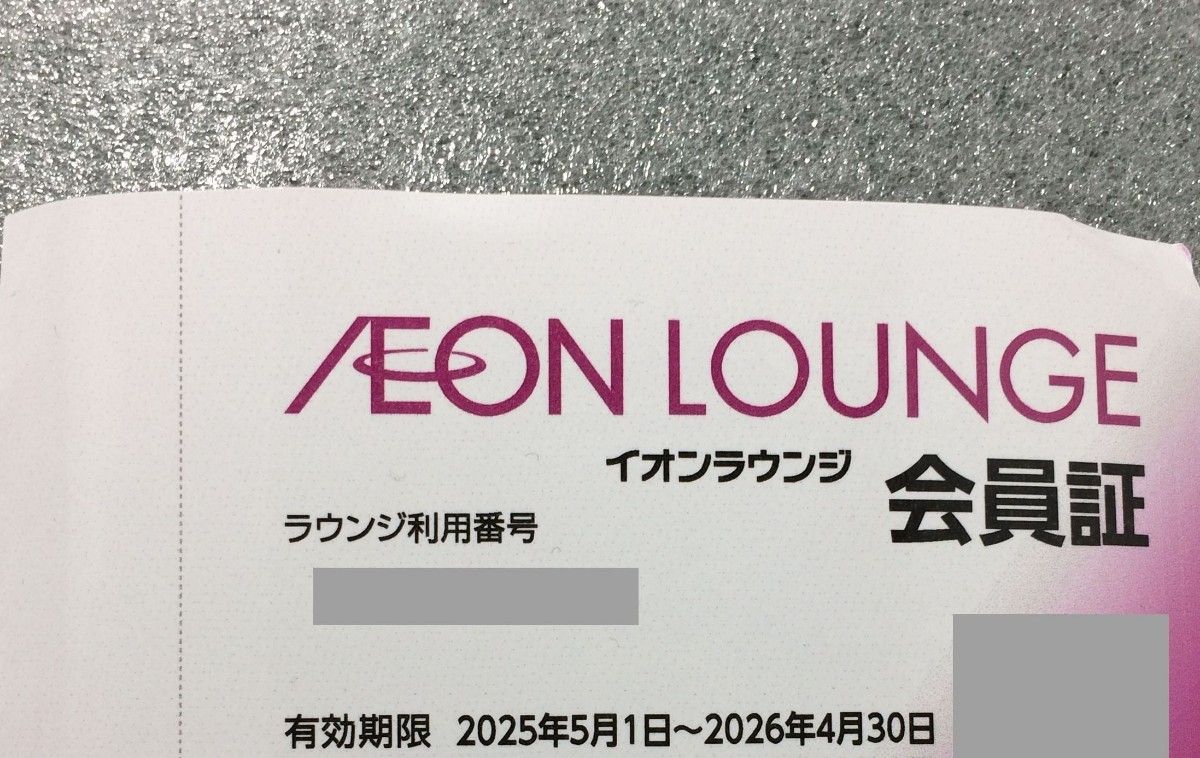 ÆON LOUNGE
イオンラウンジ 会員証
ラウンジ利用番号
有効期限 2025年5月1日~2026年4月30日